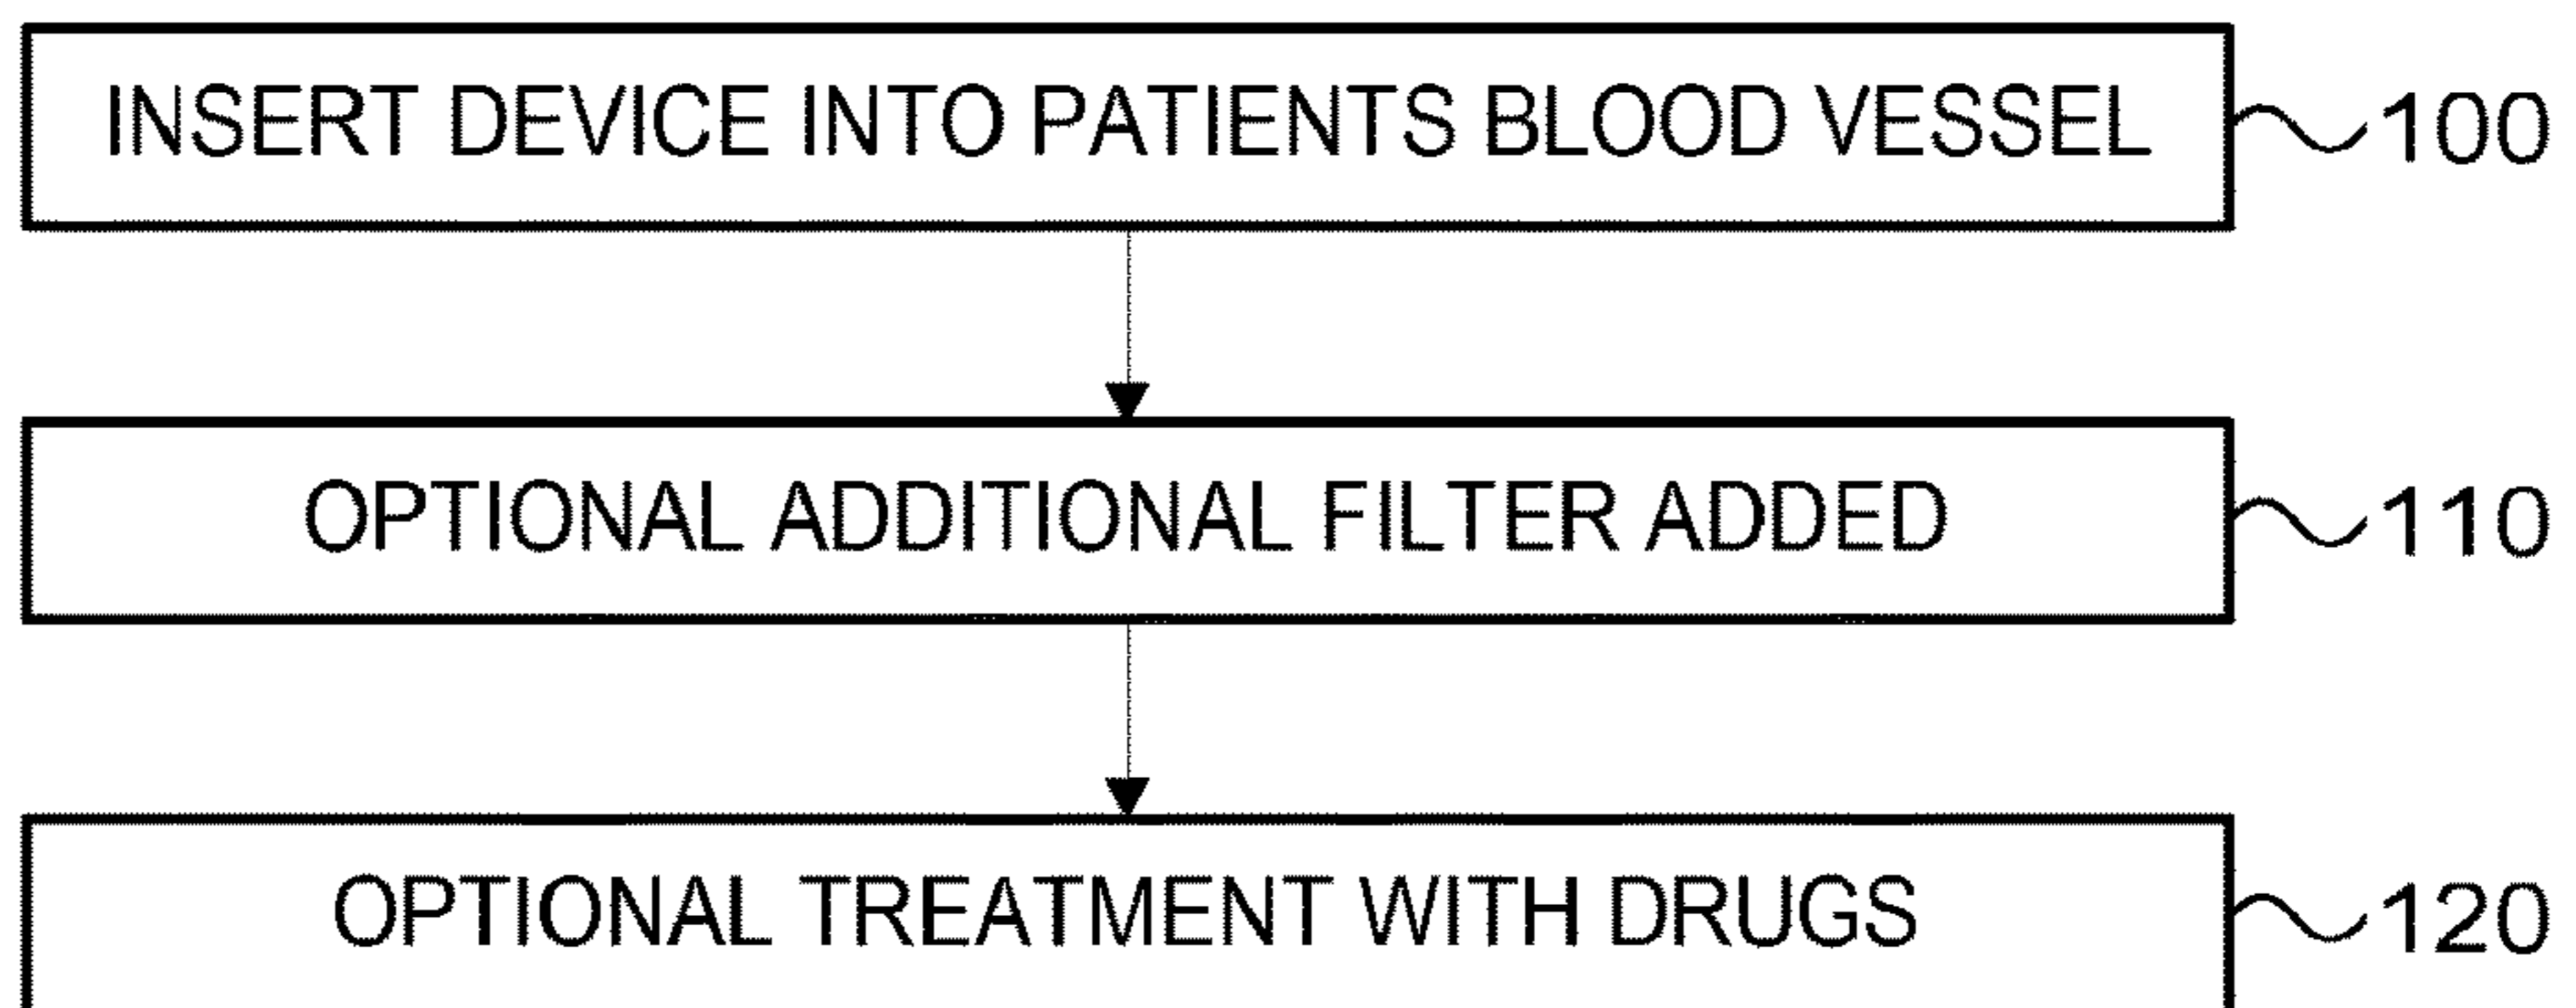 INSERT DEVICE INTO PATIENTS BLOOD VESSEL 100
OPTIONAL ADDITIONAL FILTER ADDED 110
OPTIONAL TREATMENT WITH DRUGS 120